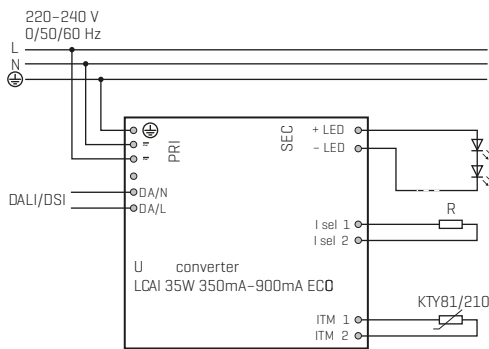 220–240 V
0/50/60 Hz
L
N
PRI
SEC
+ LED
– LED
DALI/DSI
DA/N
DA/L
I sel 1
I sel 2
R
U converter
LCAI 35W 350mA–900mA ECO
KTY81/210
ITM 1
ITM 2